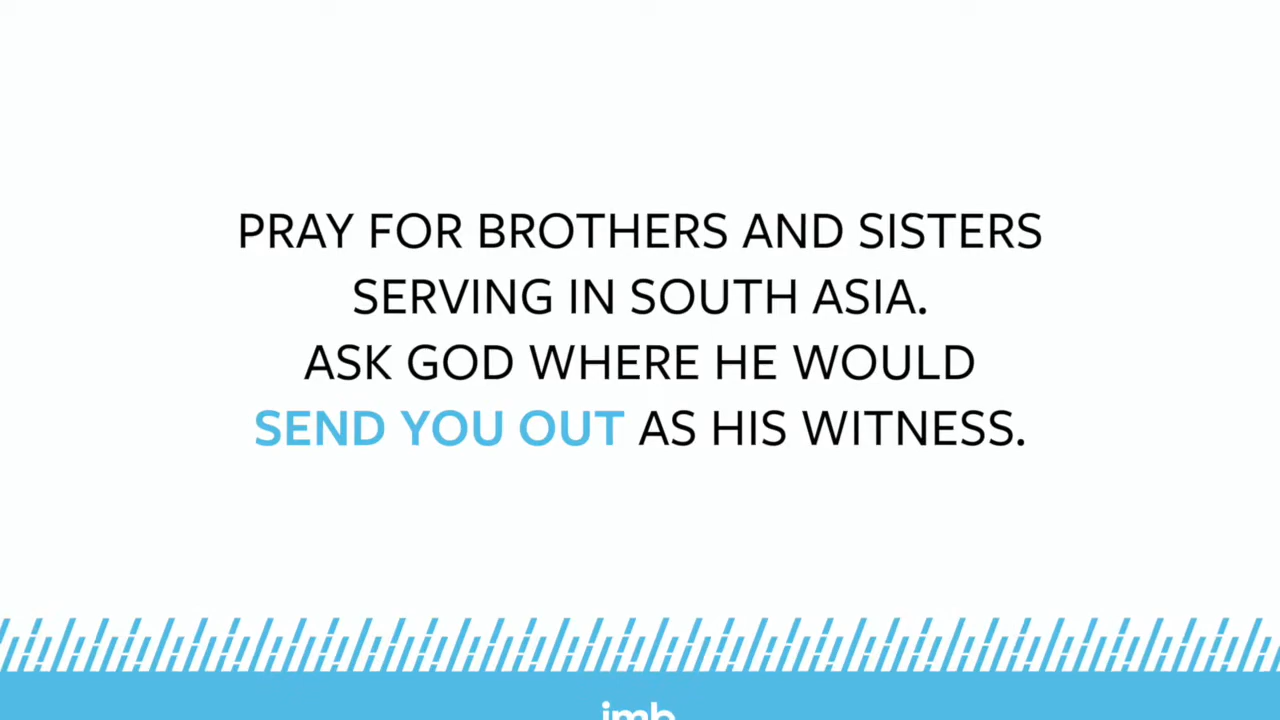 PRAY FOR BROTHERS AND SISTERS
SERVING IN SOUTH ASIA.
ASK GOD WHERE HE WOULD
SEND YOU OUT AS HIS WITNESS.
imb